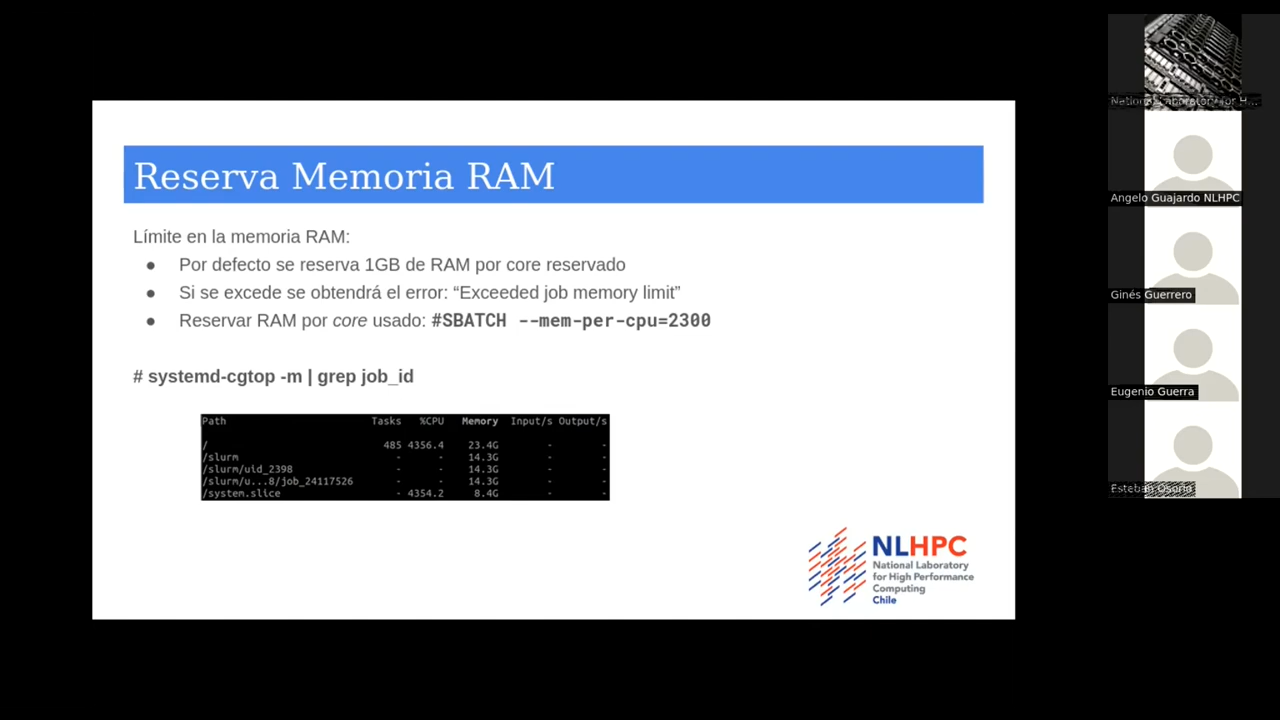 Reserva Memoria RAM
Límite en la memoria RAM:
● Por defecto se reserva 1GB de RAM por core reservado
● Si se excede se obtendrá el error: “Exceeded job memory limit”
● Reservar RAM por core usado: #SBATCH --mem-per-cpu=2300
# systemd-cgtop -m | grep job_id
Path Tasks %CPU Memory Input/s Output/s
/ 485 4356.4 23.4G - -
/slurm - - 14.3G - -
/slurm/uid_2398 - - 14.3G - -
/slurm/u...8/job_24117526 - - 14.3G - -
/system.slice - 4354.2 8.4G - -
NLHPC
National Laboratory
for High Performance
Computing
Chile
National Laboratory for H...
Angelo Guajardo NLHPC
Ginés Guerrero
Eugenio Guerra
Esteban Osorio